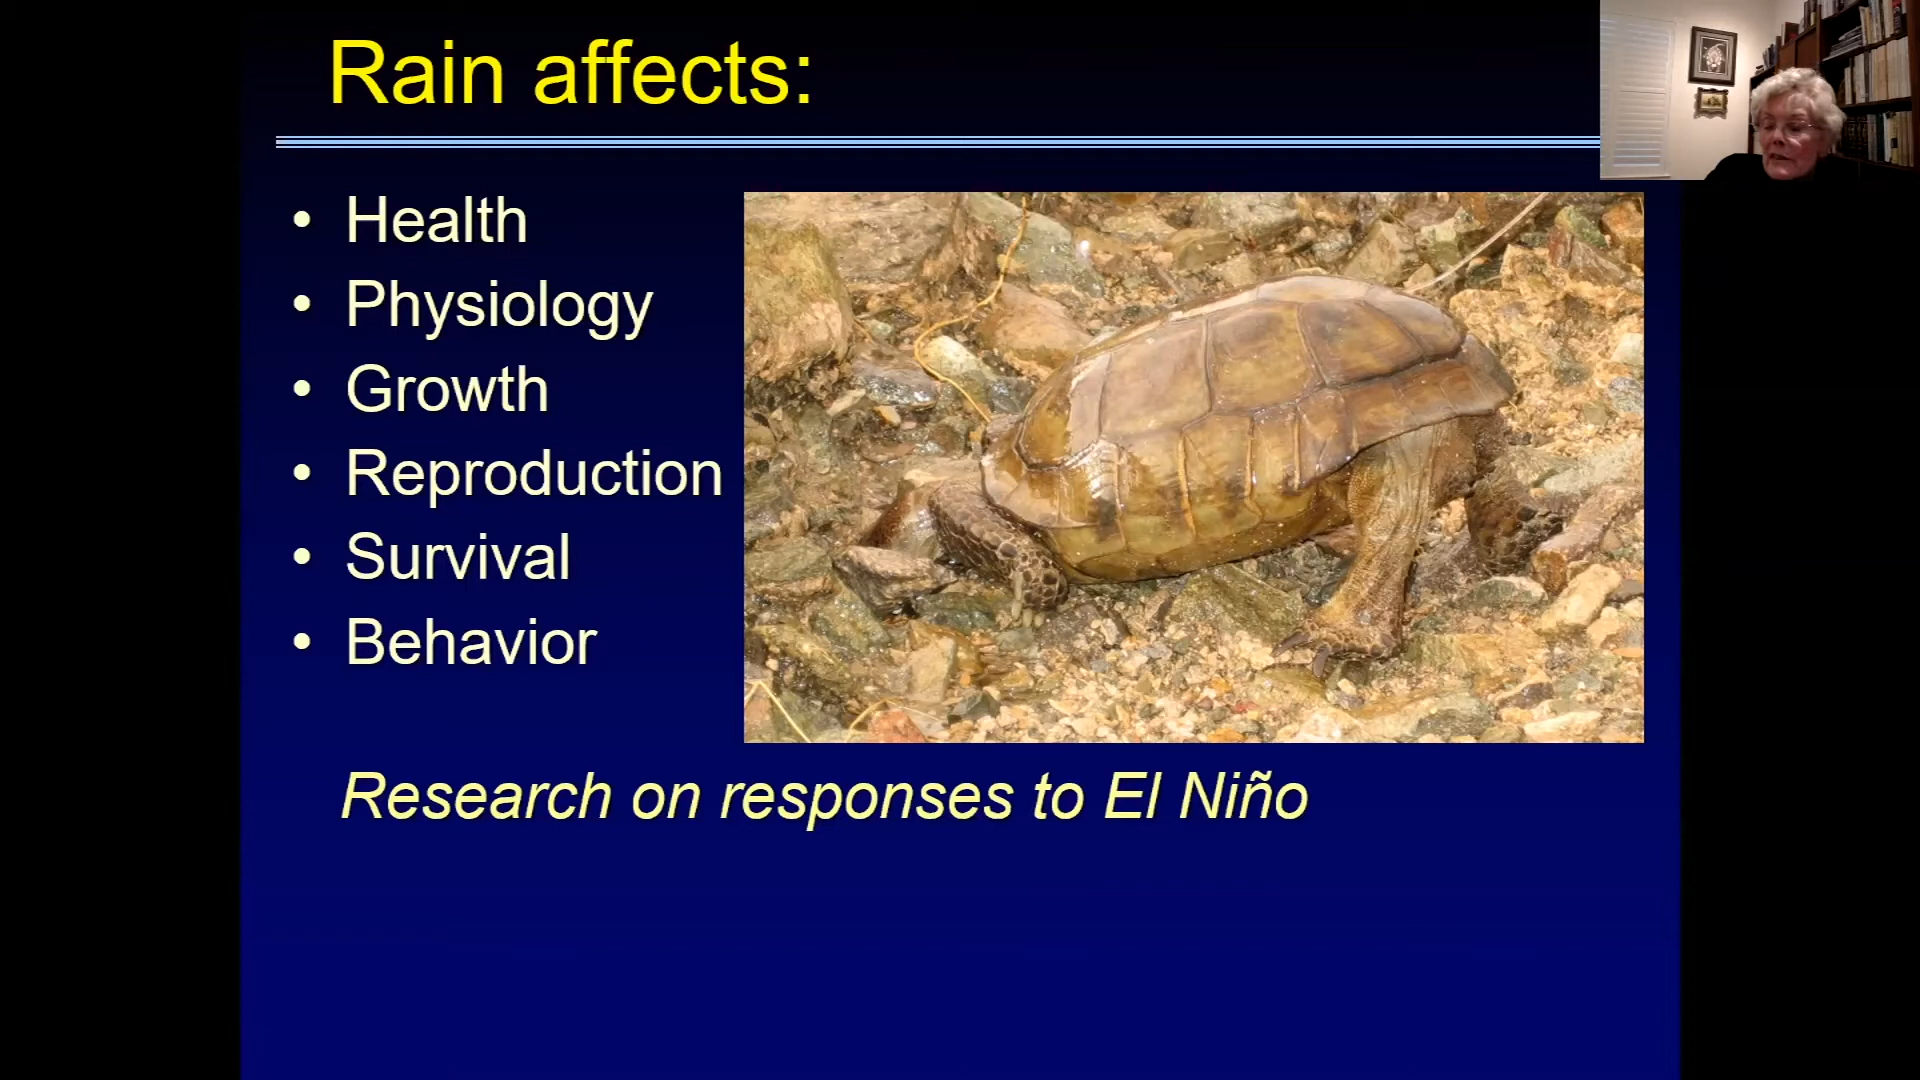 Rain affects:
• Health
• Physiology
• Growth
• Reproduction
• Survival
• Behavior
Research on responses to El Niño